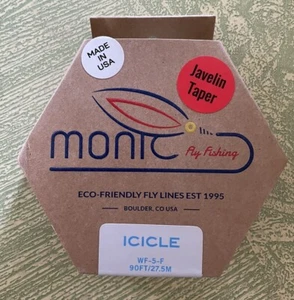 MADE
IN
USA
Javelin
Taper
monic
Fly Fishing
ECO-FRIENDLY FLY LINES EST 1995
BOULDER, CO USA
ICICLE
WF-5-F
90FT/27.5M